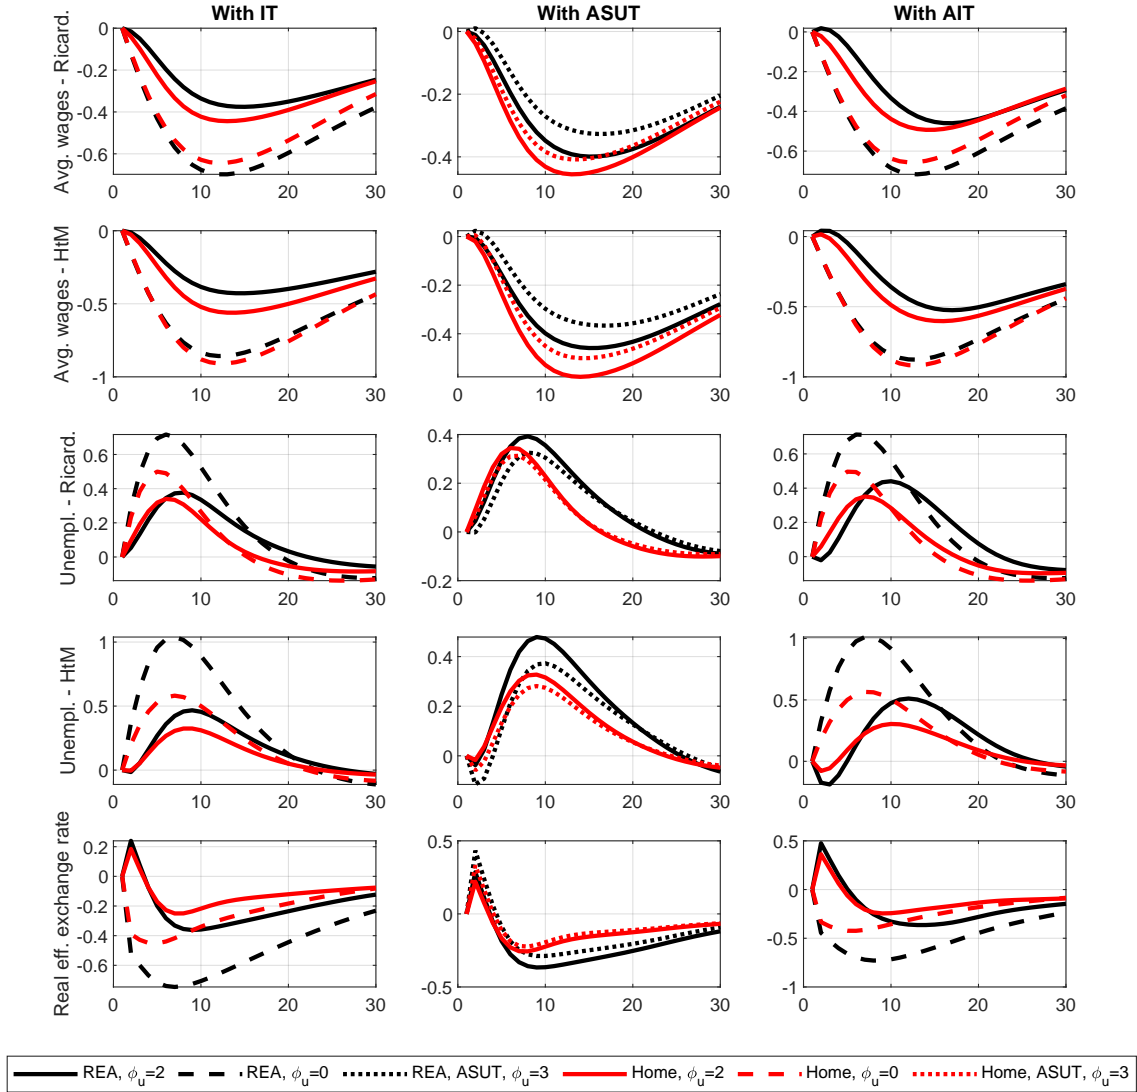 With IT
With ASUT
With AIT
Avg. wages - Ricard.
0
-0.2
-0.4
-0.6
0 10 20 30
0
-0.2
-0.4
0 10 20 30
0
-0.2
-0.4
-0.6
0 10 20 30
Avg. wages - HtM
0
-0.5
-1
0 10 20 30
0
-0.2
-0.4
0 10 20 30
0
-0.5
-1
0 10 20 30
Unempl. - Ricard.
0.6
0.4
0.2
0
0 10 20 30
0.4
0.2
0
-0.2
0 10 20 30
0.6
0.4
0.2
0
0 10 20 30
Unempl. - HtM
1
0.5
0
0 10 20 30
0.4
0.2
0
0 10 20 30
1
0.5
0
0 10 20 30
Real eff. exchange rate
0.2
0
-0.2
-0.4
-0.6
0 10 20 30
0.5
0
-0.5
0 10 20 30
0.5
0
-0.5
-1
0 10 20 30
REA, ϕ_u=2 REA, ϕ_u=0 REA, ASUT, ϕ_u=3 Home, ϕ_u=2 Home, ϕ_u=0 Home, ASUT, ϕ_u=3